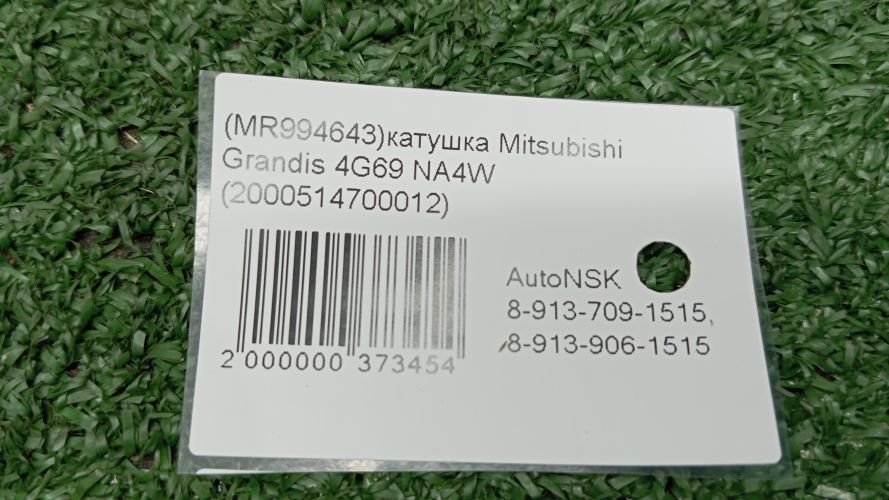 (MR994643)катушка Mitsubishi
Grandis 4G69 NA4W
(2000514700012)
2 000000 373454
AutoNSK
8-913-709-1515,
8-913-906-1515